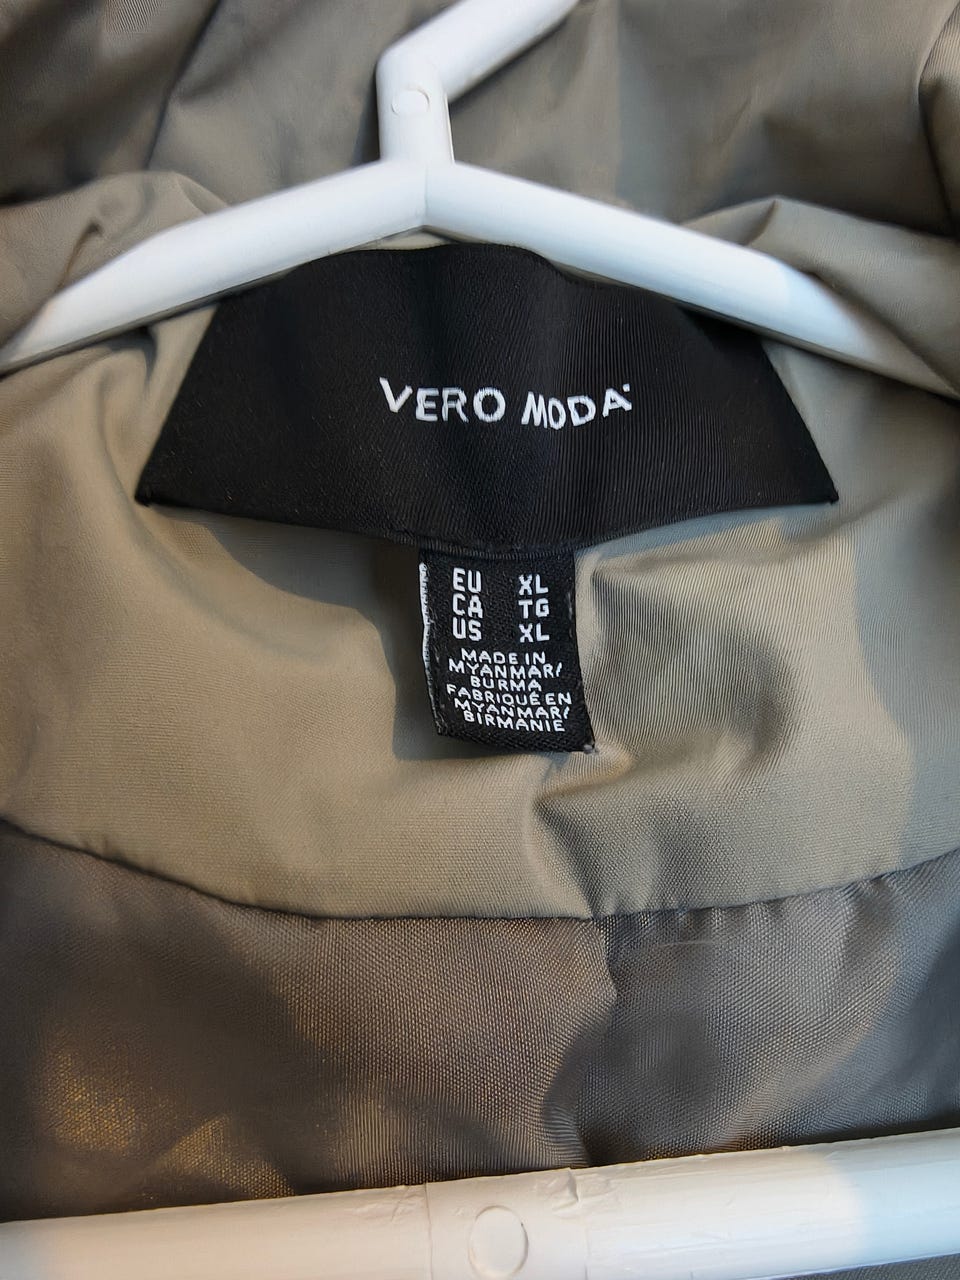 VERO MODA
EU XL
CA TG
US XL
MADE IN
MYANMAR/
BURMA
FABRIQUÉ EN
MYANMAR/
BIRMANIE